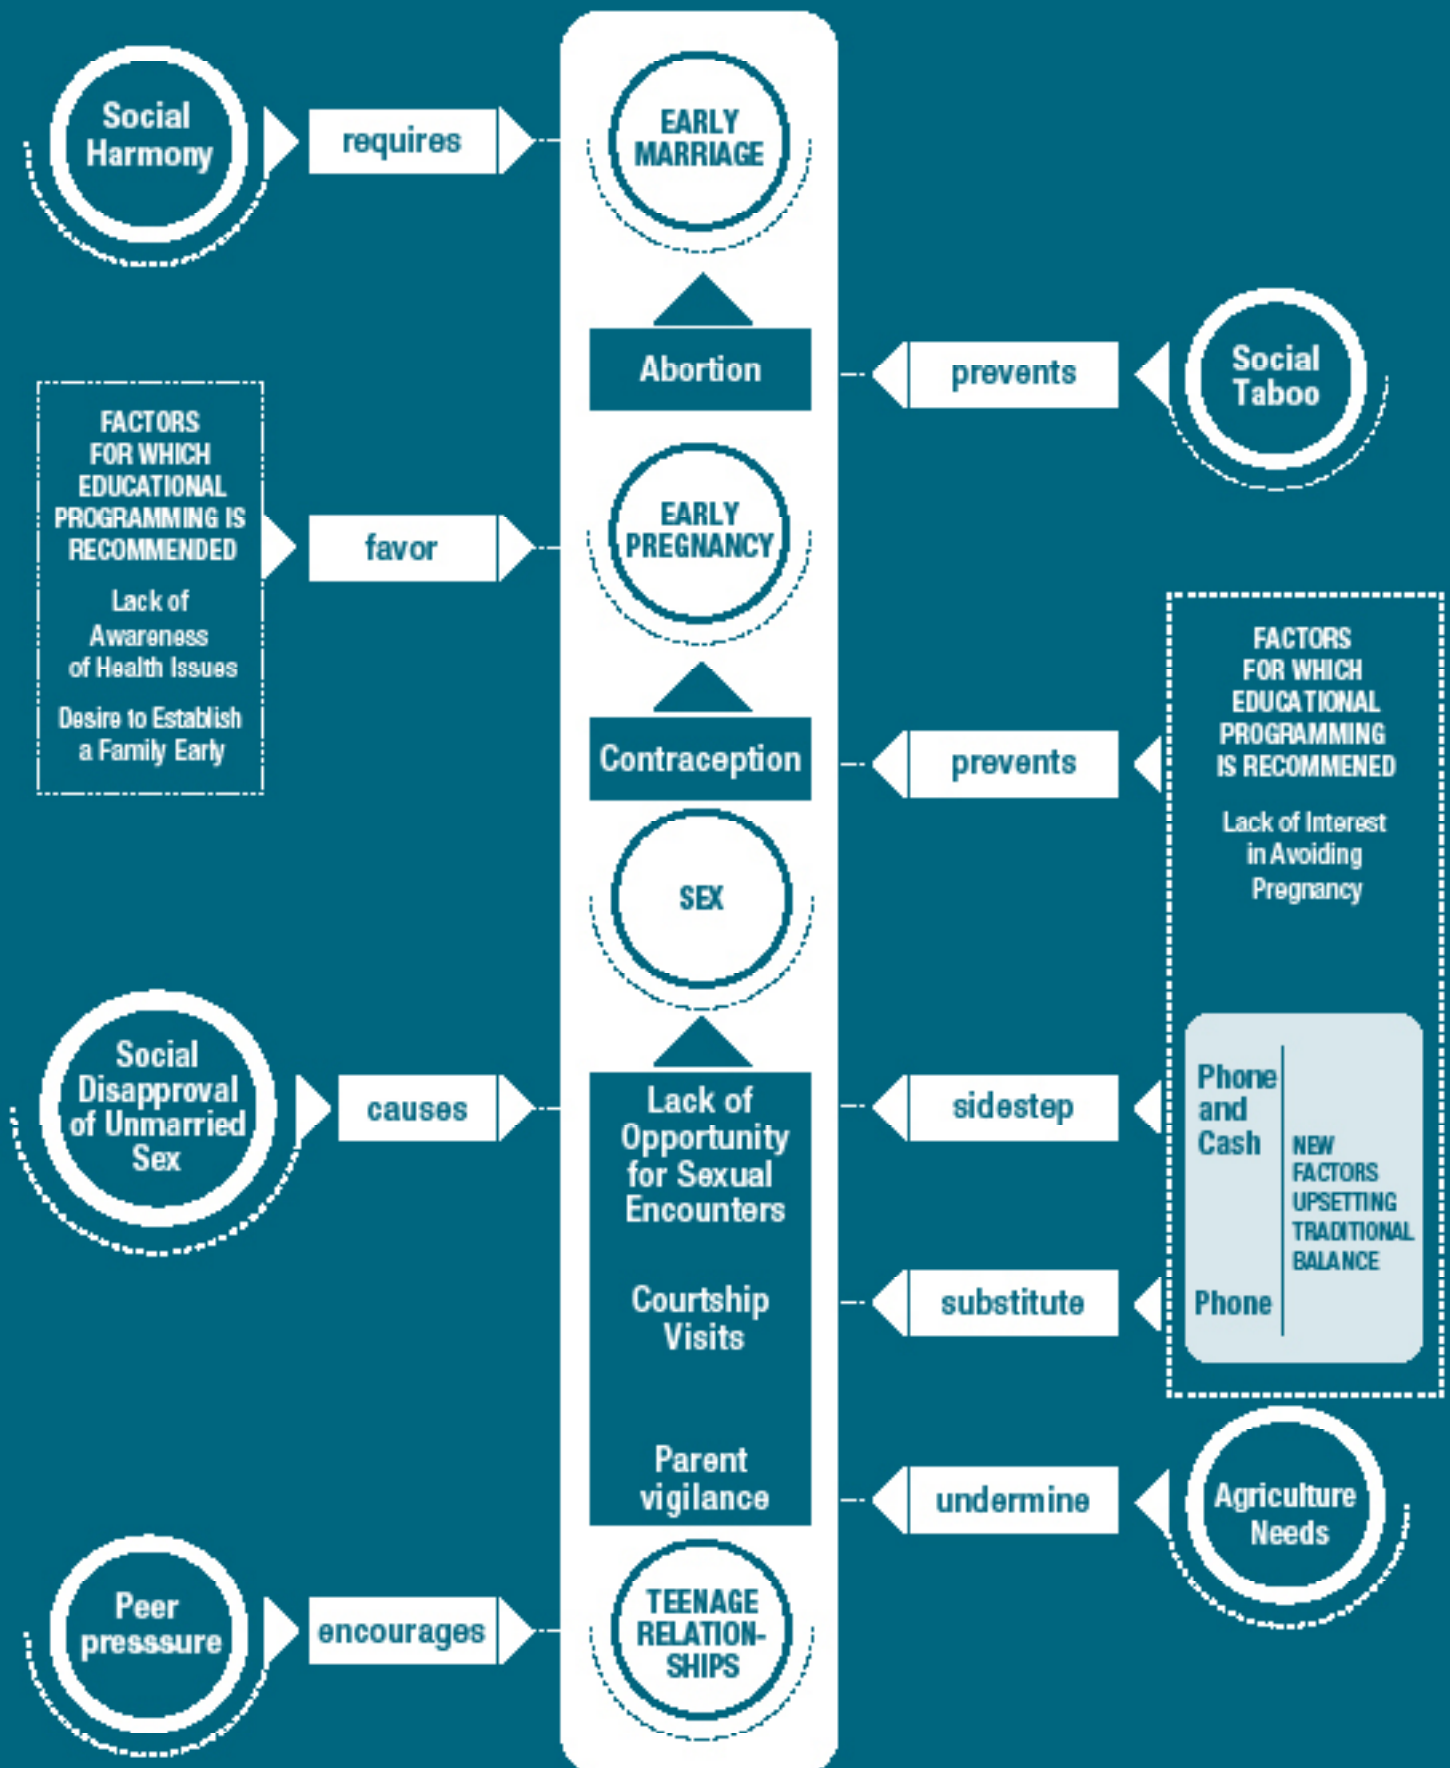 Social
Harmony
requires
EARLY
MARRIAGE
Abortion
prevents
Social
Taboo
FACTORS
FOR WHICH
EDUCATIONAL
PROGRAMMING IS
RECOMMENDED
Lack of
Awareness
of Health Issues
Desire to Establish
a Family Early
favor
EARLY
PREGNANCY
Contraception
prevents
FACTORS
FOR WHICH
EDUCATIONAL
PROGRAMMING
IS RECOMMENED
Lack of Interest
in Avoiding
Pregnancy
SEX
Social
Disapproval
of Unmarried
Sex
causes
Lack of
Opportunity
for Sexual
Encounters
sidestep
Phone
and
Cash
NEW
FACTORS
UPSETTING
TRADITIONAL
BALANCE
Courtship
Visits
substitute
Phone
Parent
vigilance
undermine
Agriculture
Needs
Peer
presssure
encourages
TEENAGE
RELATION-
SHIPS